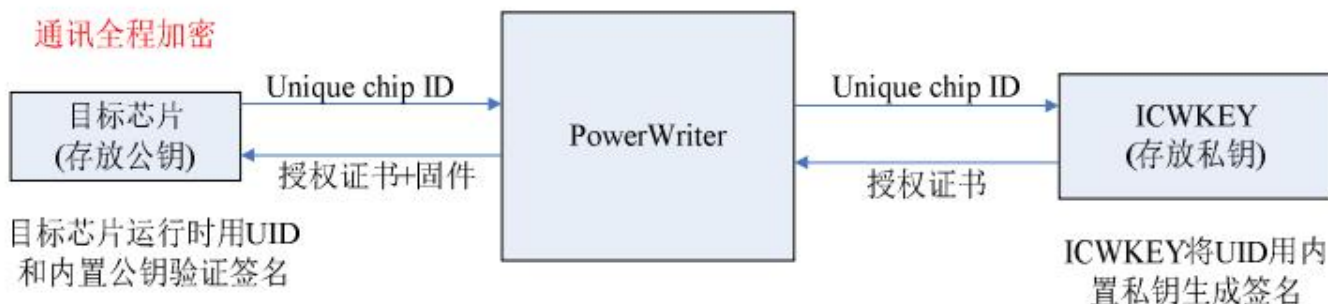 通讯全程加密
Unique chip ID
目标芯片
(存放公钥)
授权证书+固件
目标芯片运行时用UID
和内置公钥验证签名
PowerWriter
Unique chip ID
授权证书
ICWKEY
(存放私钥)
ICWKEY将UID用内
置私钥生成签名